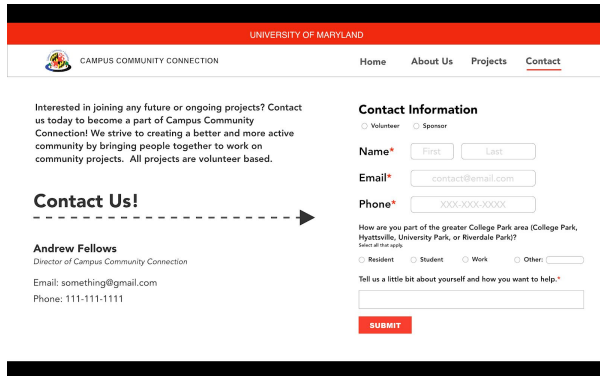 UNIVERSITY OF MARYLAND
CAMPUS COMMUNITY CONNECTION
Home About Us Projects Contact
Interested in joining any future or ongoing projects? Contact
us today to become a part of Campus Community
Connection! We strive to creating a better and more active
community by bringing people together to work on
community projects. All projects are volunteer based.
Contact Us!
Andrew Fellows
Director of Campus Community Connection
Email: something@gmail.com
Phone: 111-111-1111
Contact Information
Volunteer Sponsor
Name* First Last
Email* contact@email.com
Phone* XXX-XXX-XXXX
How are you part of the greater College Park area (College Park,
Hyattsville, University Park, or Riverdale Park)?
Select all that apply.
Resident Student Work Other:
Tell us a little bit about yourself and how you want to help.*
SUBMIT